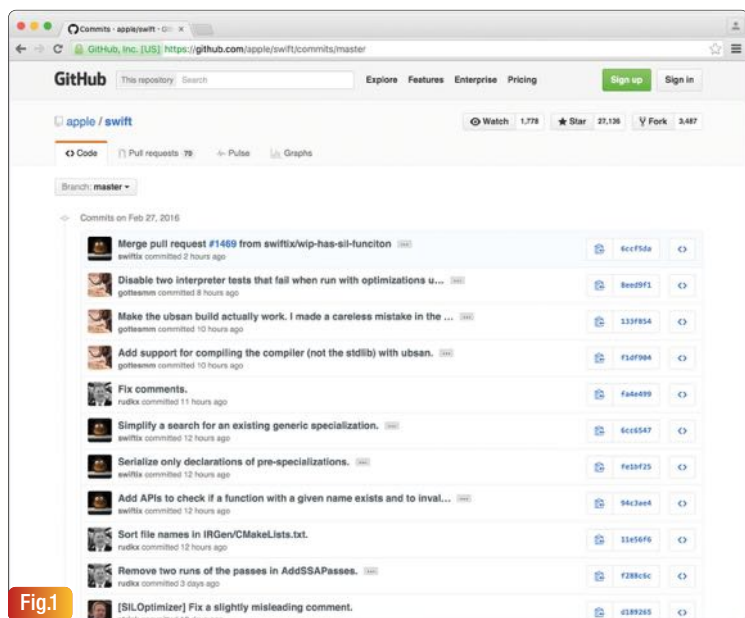 Commits · apple/swift · Gi
GitHub, Inc. [US] https://github.com/apple/swift/commits/master
GitHub This repository Search Explore Features Enterprise Pricing Sign up Sign in
apple / swift Watch 1,778 Star 27,136 Fork 3,487
Code Pull requests 79 Pulse Graphs
Branch: master
Commits on Feb 27, 2016
Merge pull request #1469 from swiftix/wip-has-sil-funciton ...
swiftix committed 2 hours ago
6ccf5da
Disable two interpreter tests that fail when run with optimizations u... ...
gottesmm committed 8 hours ago
8eed9f1
Make the ubsan build actually work. I made a careless mistake in the ... ...
gottesmm committed 10 hours ago
133f854
Add support for compiling the compiler (not the stdlib) with ubsan. ...
gottesmm committed 10 hours ago
f1df904
Fix comments.
rudkx committed 11 hours ago
fa4e499
Simplify a search for an existing generic specialization. ...
swiftix committed 12 hours ago
6cc6547
Serialize only declarations of pre-specializations. ...
swiftix committed 12 hours ago
fe1bf25
Add APIs to check if a function with a given name exists and to inval... ...
swiftix committed 12 hours ago
94c3ae4
Sort file names in IRGen/CMakeLists.txt.
rudkx committed 12 hours ago
11e56f6
Remove two runs of the passes in AddSSAPasses. ...
rudkx committed 3 days ago
f288c6c
[SILOptimizer] Fix a slightly misleading comment.
d189265
Fig.1